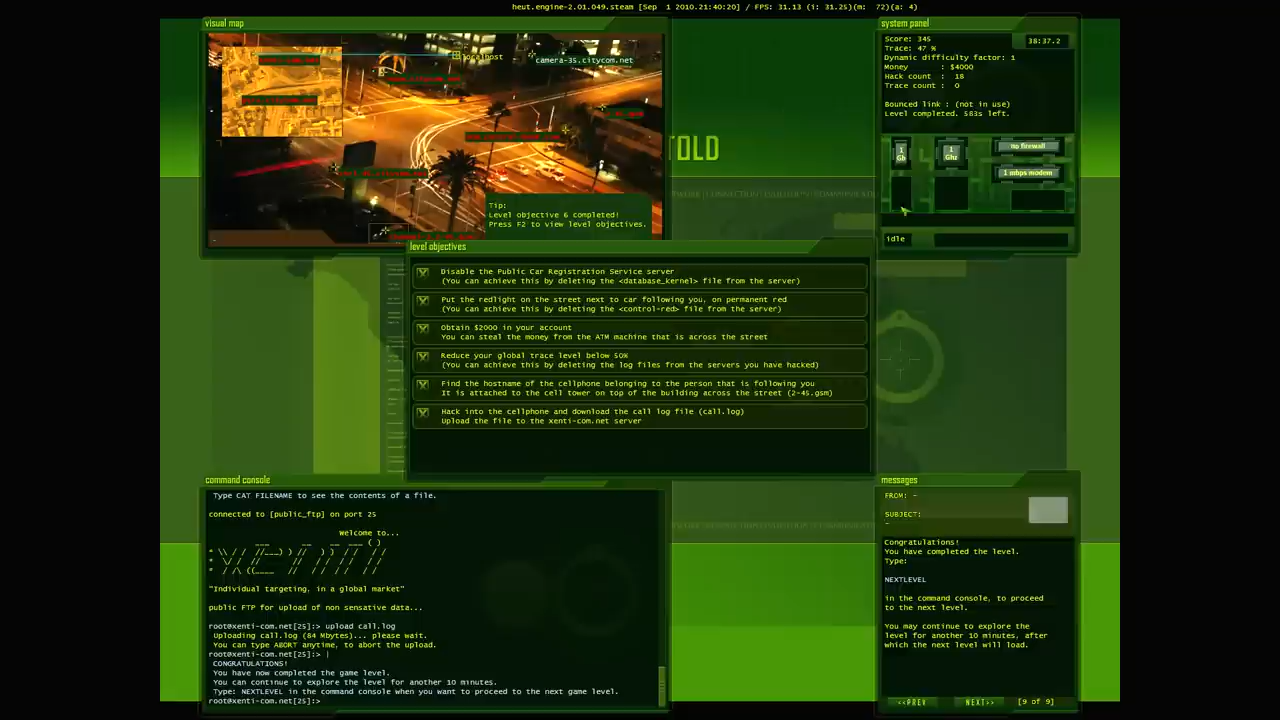 heut.engine-2.01.049.steam [Sep  1 2010.21:40:20] / FPS: 31.13 (i: 31.25)(m:  72)(a: 4)
visual map
localhost
camera-35.citycom.net
Tip:
Level objective 6 completed!
Press F2 to view level objectives.
TOLD
system panel
Score: 345
38:37.2
Trace: 47 %
Dynamic difficulty factor: 1
Money : $4000
Hack count : 18
Trace count : 0
Bounced link : (not in use)
Level completed. 583s left.
1 Gb
1 Ghz
no firewall
1 mbps modem
idle
level objectives
Disable the Public Car Registration Service server
(You can achieve this by deleting the <database_kernel> file from the server)
Put the redlight on the street next to car following you, on permanent red
(You can achieve this by deleting the <control-red> file from the server)
Obtain $2000 in your account
You can steal the money from the ATM machine that is across the street
Reduce your global trace level below 50%
(You can achieve this by deleting the log files from the servers you have hacked)
Find the hostname of the cellphone belonging to the person that is following you
It is attached to the cell tower on top of the building across the street (2-45.gsm)
Hack into the cellphone and download the call log file (call.log)
Upload the file to the xenti-com.net server
command console
Type CAT FILENAME to see the contents of a file.
connected to [public_ftp] on port 25
Welcome to...
"Individual targeting, in a global market"
public FTP for upload of non sensative data...
root@xenti-com.net[25]:> upload call.log
Uploading call.log (84 Mbytes)... please wait.
You can type ABORT anytime, to abort the upload.
root@xenti-com.net[25]:> |
CONGRATULATIONS!
You have now completed the game level.
You can continue to explore the level for another 10 minutes.
Type: NEXTLEVEL in the command console when you want to proceed to the next game level.
root@xenti-com.net[25]:>
messages
FROM: -
SUBJECT:
-
Congratulations!
You have completed the level.
Type:
NEXTLEVEL
in the command console, to proceed
to the next level.
You may continue to explore the
level for another 10 minutes, after
which the next level will load.
<<PREV
NEXT>>
[9 of 9]